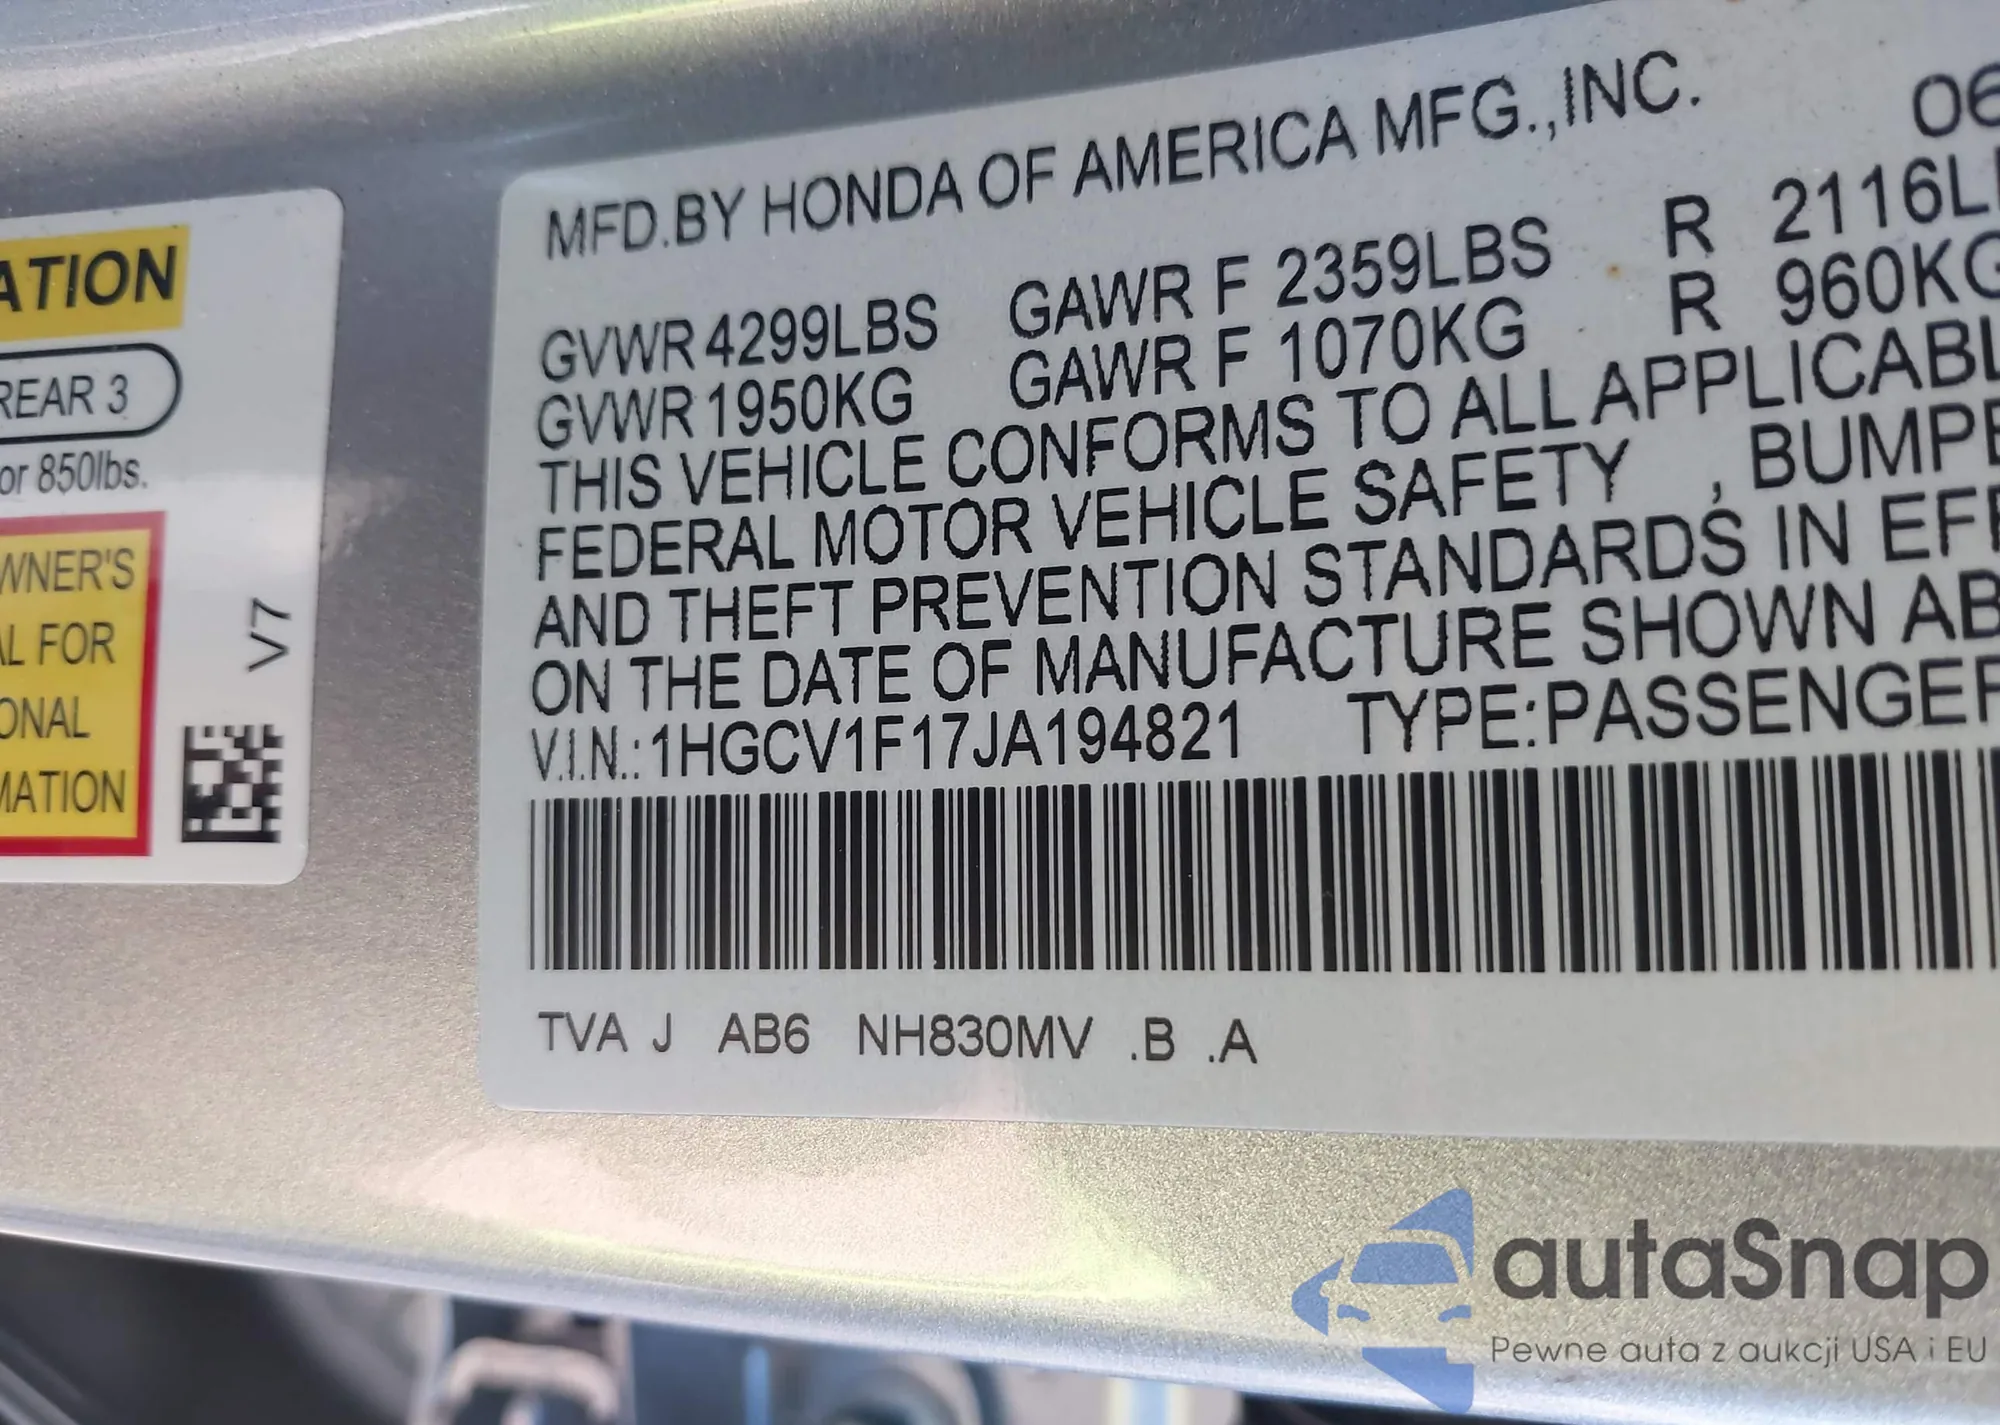 ATION
REAR 3
or 850lbs.
WNER'S
AL FOR
ONAL
MATION
V7
MFD.BY HONDA OF AMERICA MFG.,INC. 06
GVWR 4299LBS GAWR F 2359LBS R 2116LB
GVWR 1950KG GAWR F 1070KG R 960KG
THIS VEHICLE CONFORMS TO ALL APPLICABL
FEDERAL MOTOR VEHICLE SAFETY , BUMPE
AND THEFT PREVENTION STANDARDS IN EFF
ON THE DATE OF MANUFACTURE SHOWN AB
V.I.N.:1HGCV1F17JA194821 TYPE:PASSENGER
TVA J AB6 NH830MV .B .A
autaSnap
Pewne auta z aukcji USA i EU